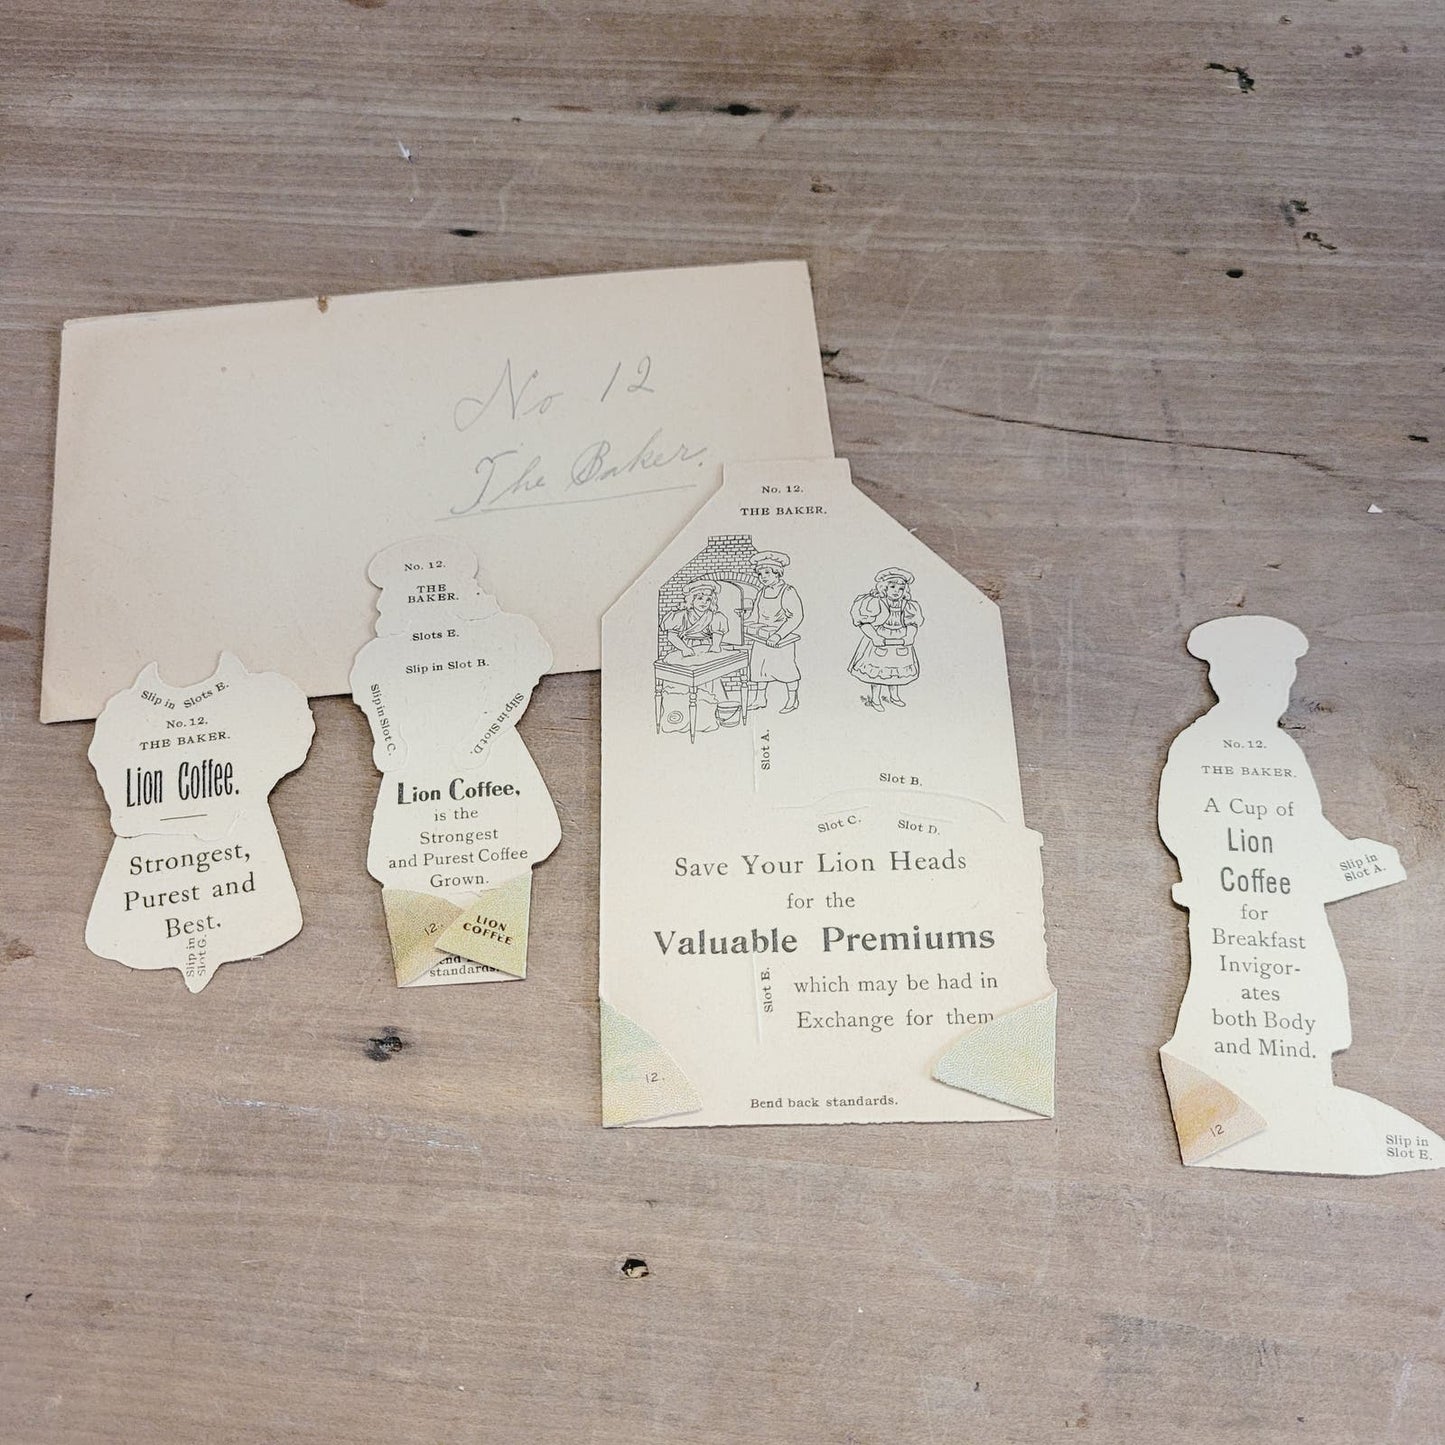 No 12
The Baker.
Slip in Slots E.
No. 12.
THE BAKER.
Lion Coffee.
Strongest,
Purest and
Best.
Slip in
Slot G.
No. 12.
THE
BAKER.
Slots E.
Slip in Slot B.
Slip in Slot C.
Slip in Slot D.
Lion Coffee,
is the
Strongest
and Purest Coffee
Grown.
12.
LION
COFFEE
standards.
No. 12.
THE BAKER.
Slot A.
Slot B.
Slot C.
Slot D.
Save Your Lion Heads
for the
Valuable Premiums
Slot E.
which may be had in
Exchange for them
12.
Bend back standards.
No. 12.
THE BAKER.
A Cup of
Lion
Coffee
for
Breakfast
Invigor-
ates
both Body
and Mind.
Slip in
Slot A.
12
Slip in
Slot E.